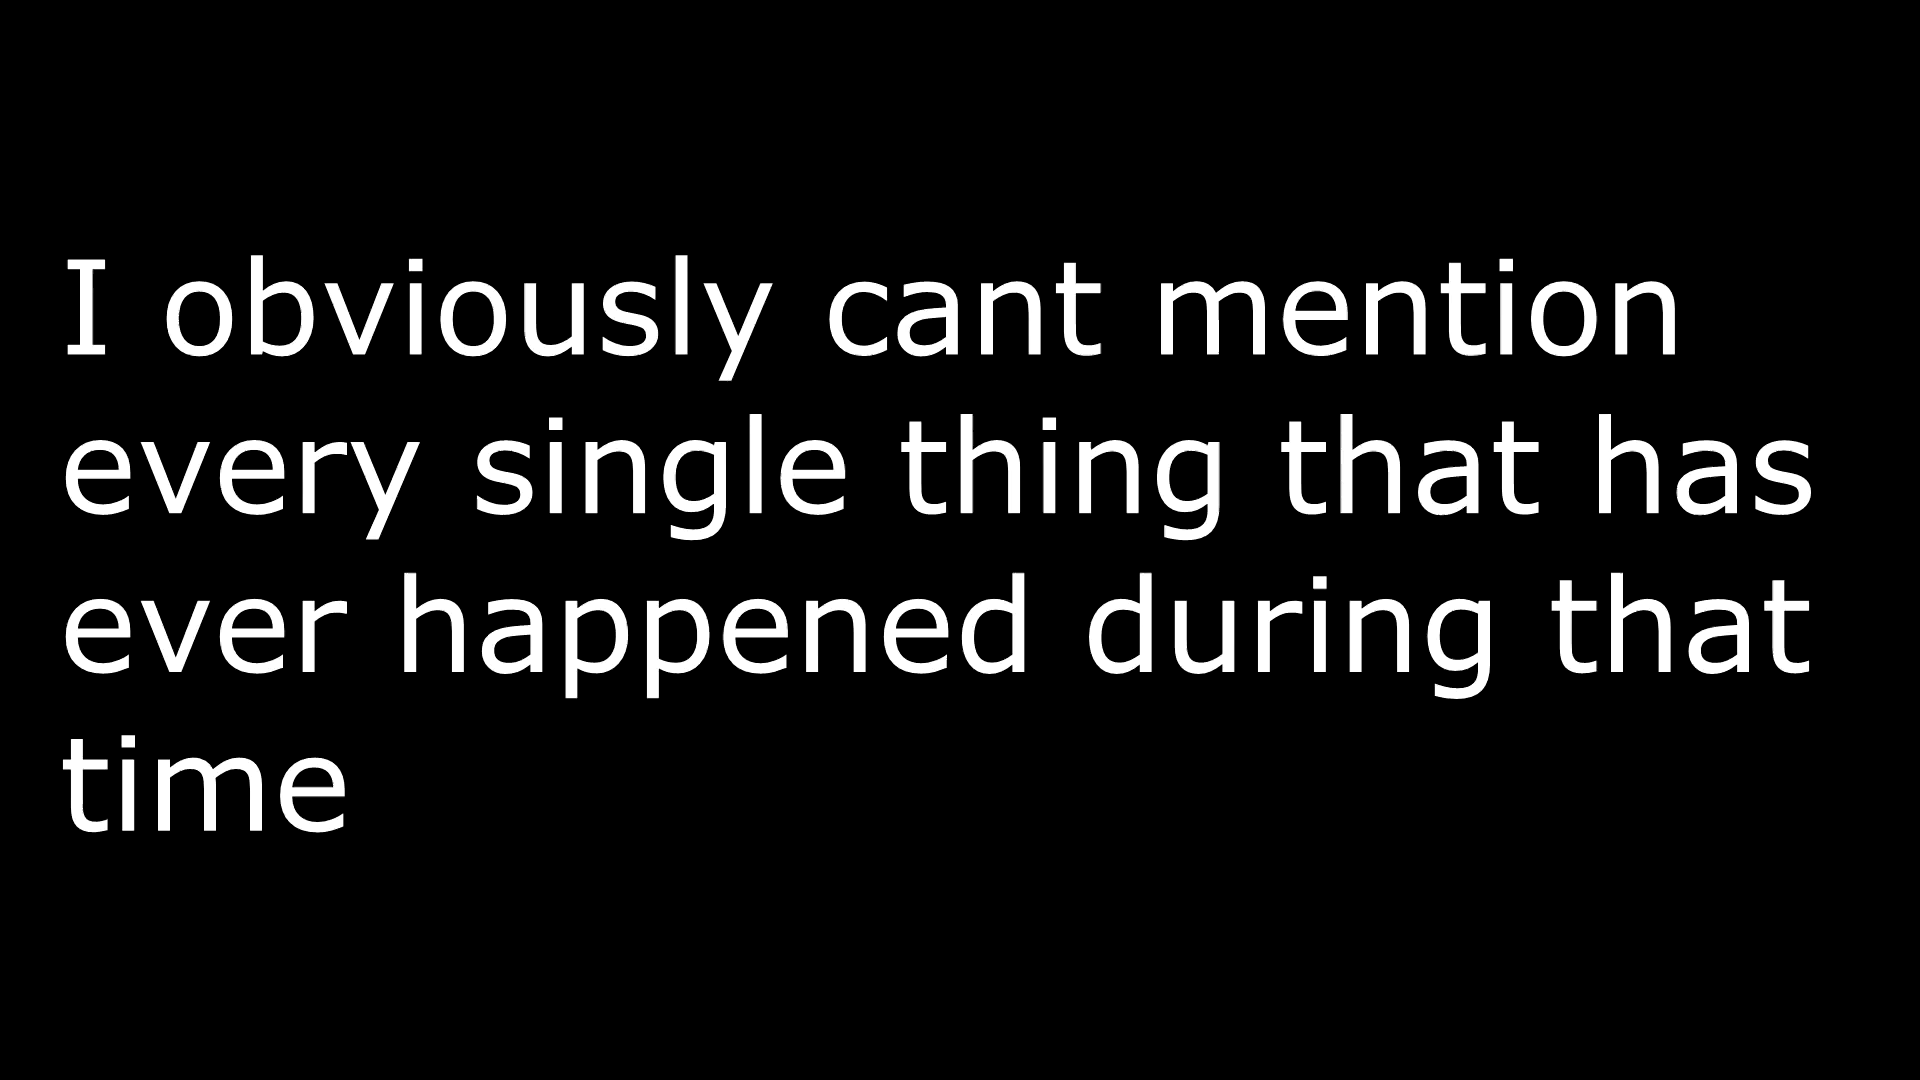 I obviously cant mention
every single thing that has
ever happened during that
time